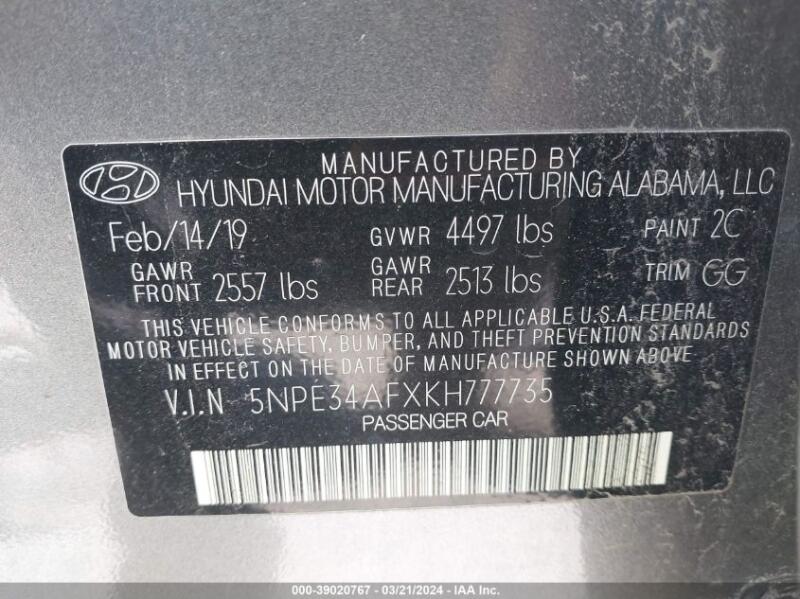 MANUFACTURED BY
HYUNDAI MOTOR MANUFACTURING ALABAMA, LLC
Feb/14/19 GVWR 4497 lbs PAINT 2C
GAWR FRONT 2557 lbs GAWR REAR 2513 lbs TRIM GG
THIS VEHICLE CONFORMS TO ALL APPLICABLE U.S.A. FEDERAL
MOTOR VEHICLE SAFETY, BUMPER, AND THEFT PREVENTION STANDARDS
IN EFFECT ON THE DATE OF MANUFACTURE SHOWN ABOVE
V.I.N 5NPE34AFXKH777735
PASSENGER CAR
000-39020767 - 03/21/2024 - IAA Inc.